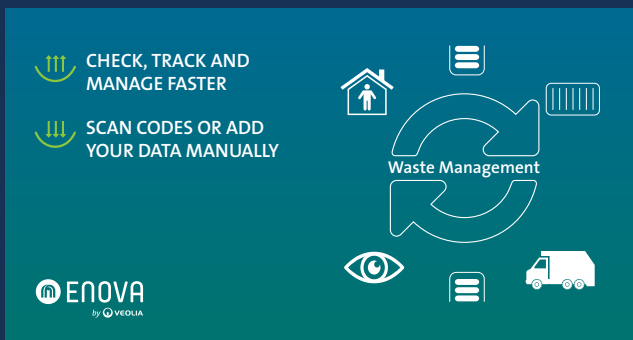 CHECK, TRACK AND
MANAGE FASTER
SCAN CODES OR ADD
YOUR DATA MANUALLY
Waste Management
ENOVA
by VEOLIA